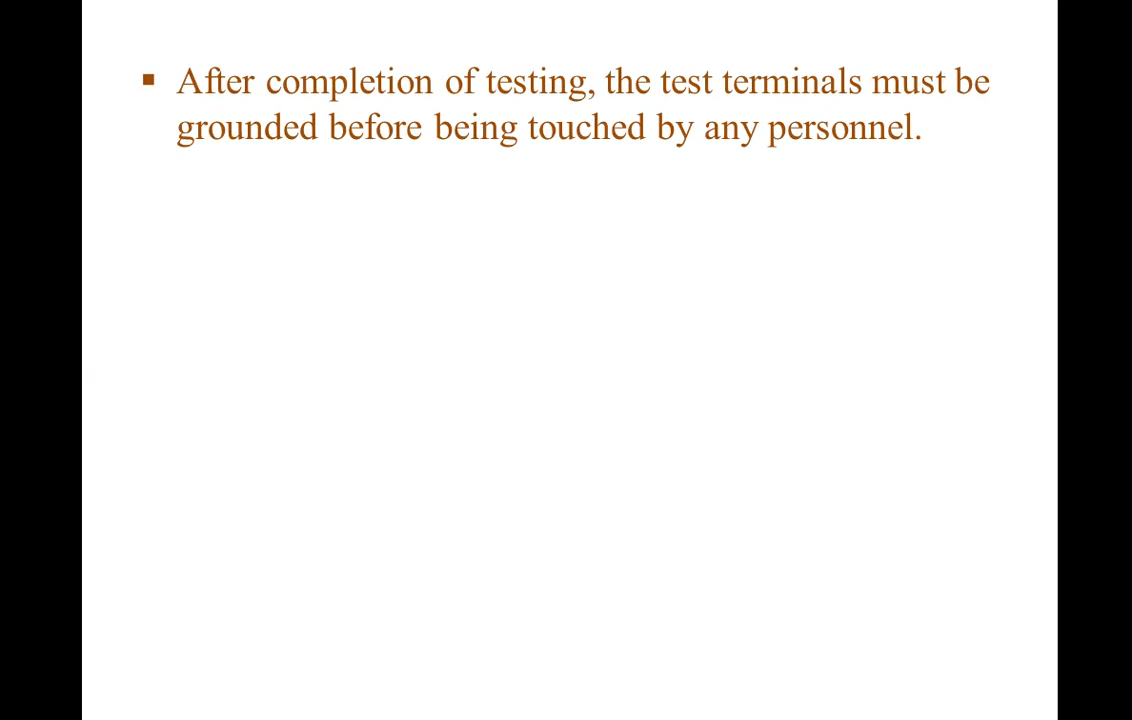 ▪ After completion of testing, the test terminals must be
grounded before being touched by any personnel.